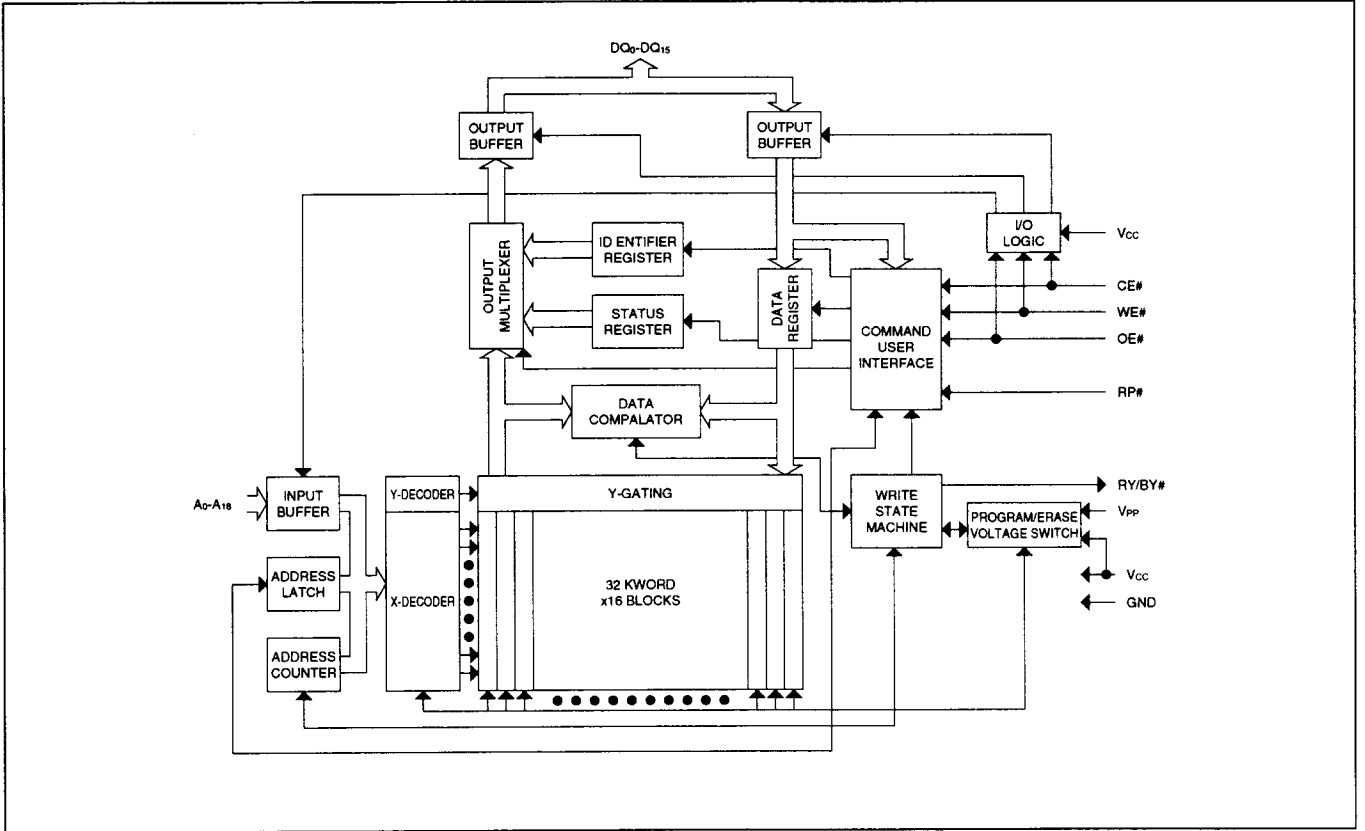 DQ0-DQ15
OUTPUT
BUFFER
OUTPUT
BUFFER
I/O
LOGIC
VCC
OUTPUT
MULTIPLEXER
ID ENTIFIER
REGISTER
STATUS
REGISTER
DATA
REGISTER
COMMAND
USER
INTERFACE
CE#
WE#
OE#
RP#
DATA
COMPALATOR
A0-A18
INPUT
BUFFER
Y-DECODER
Y-GATING
WRITE
STATE
MACHINE
RY/BY#
PROGRAM/ERASE
VOLTAGE SWITCH
VPP
VCC
GND
ADDRESS
LATCH
X-DECODER
32 KWORD
x16 BLOCKS
ADDRESS
COUNTER